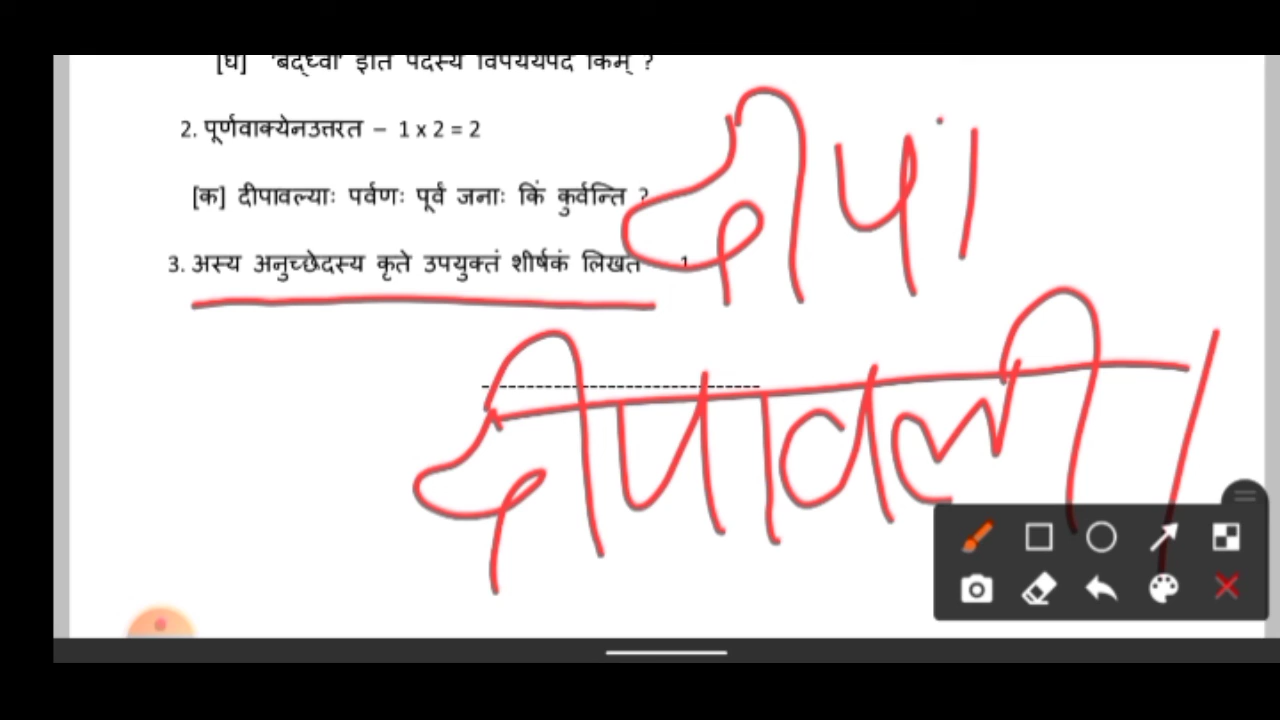 [घ] 'बद्ध्वा' इति पदस्य विपर्ययपदं किम् ?
2. पूर्णवाक्येनउत्तरत – 1 x 2 = 2
[क] दीपावल्याः पर्वणः पूर्वं जनाः किं कुर्वन्ति ?
3. अस्य अनुच्छेदस्य कृते उपयुक्तं शीर्षकं लिखत 1
दीपा
दीपावली।